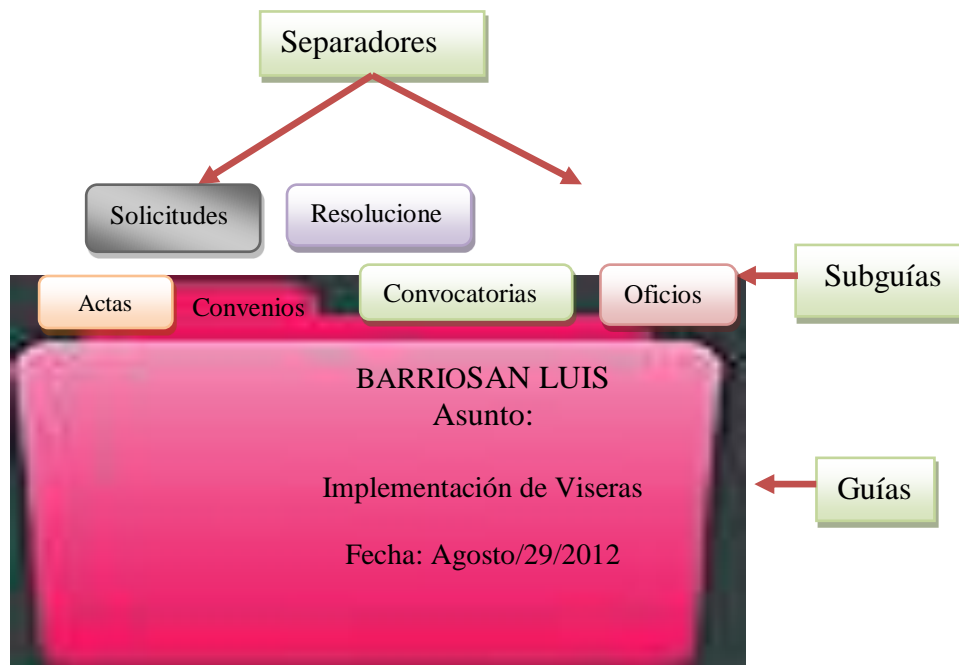 Separadores
Solicitudes
Resolucione
Subguías
Actas
Convenios
Convocatorias
Oficios
BARRIOSAN LUIS
Asunto:
Implementación de Viseras
Guías
Fecha: Agosto/29/2012